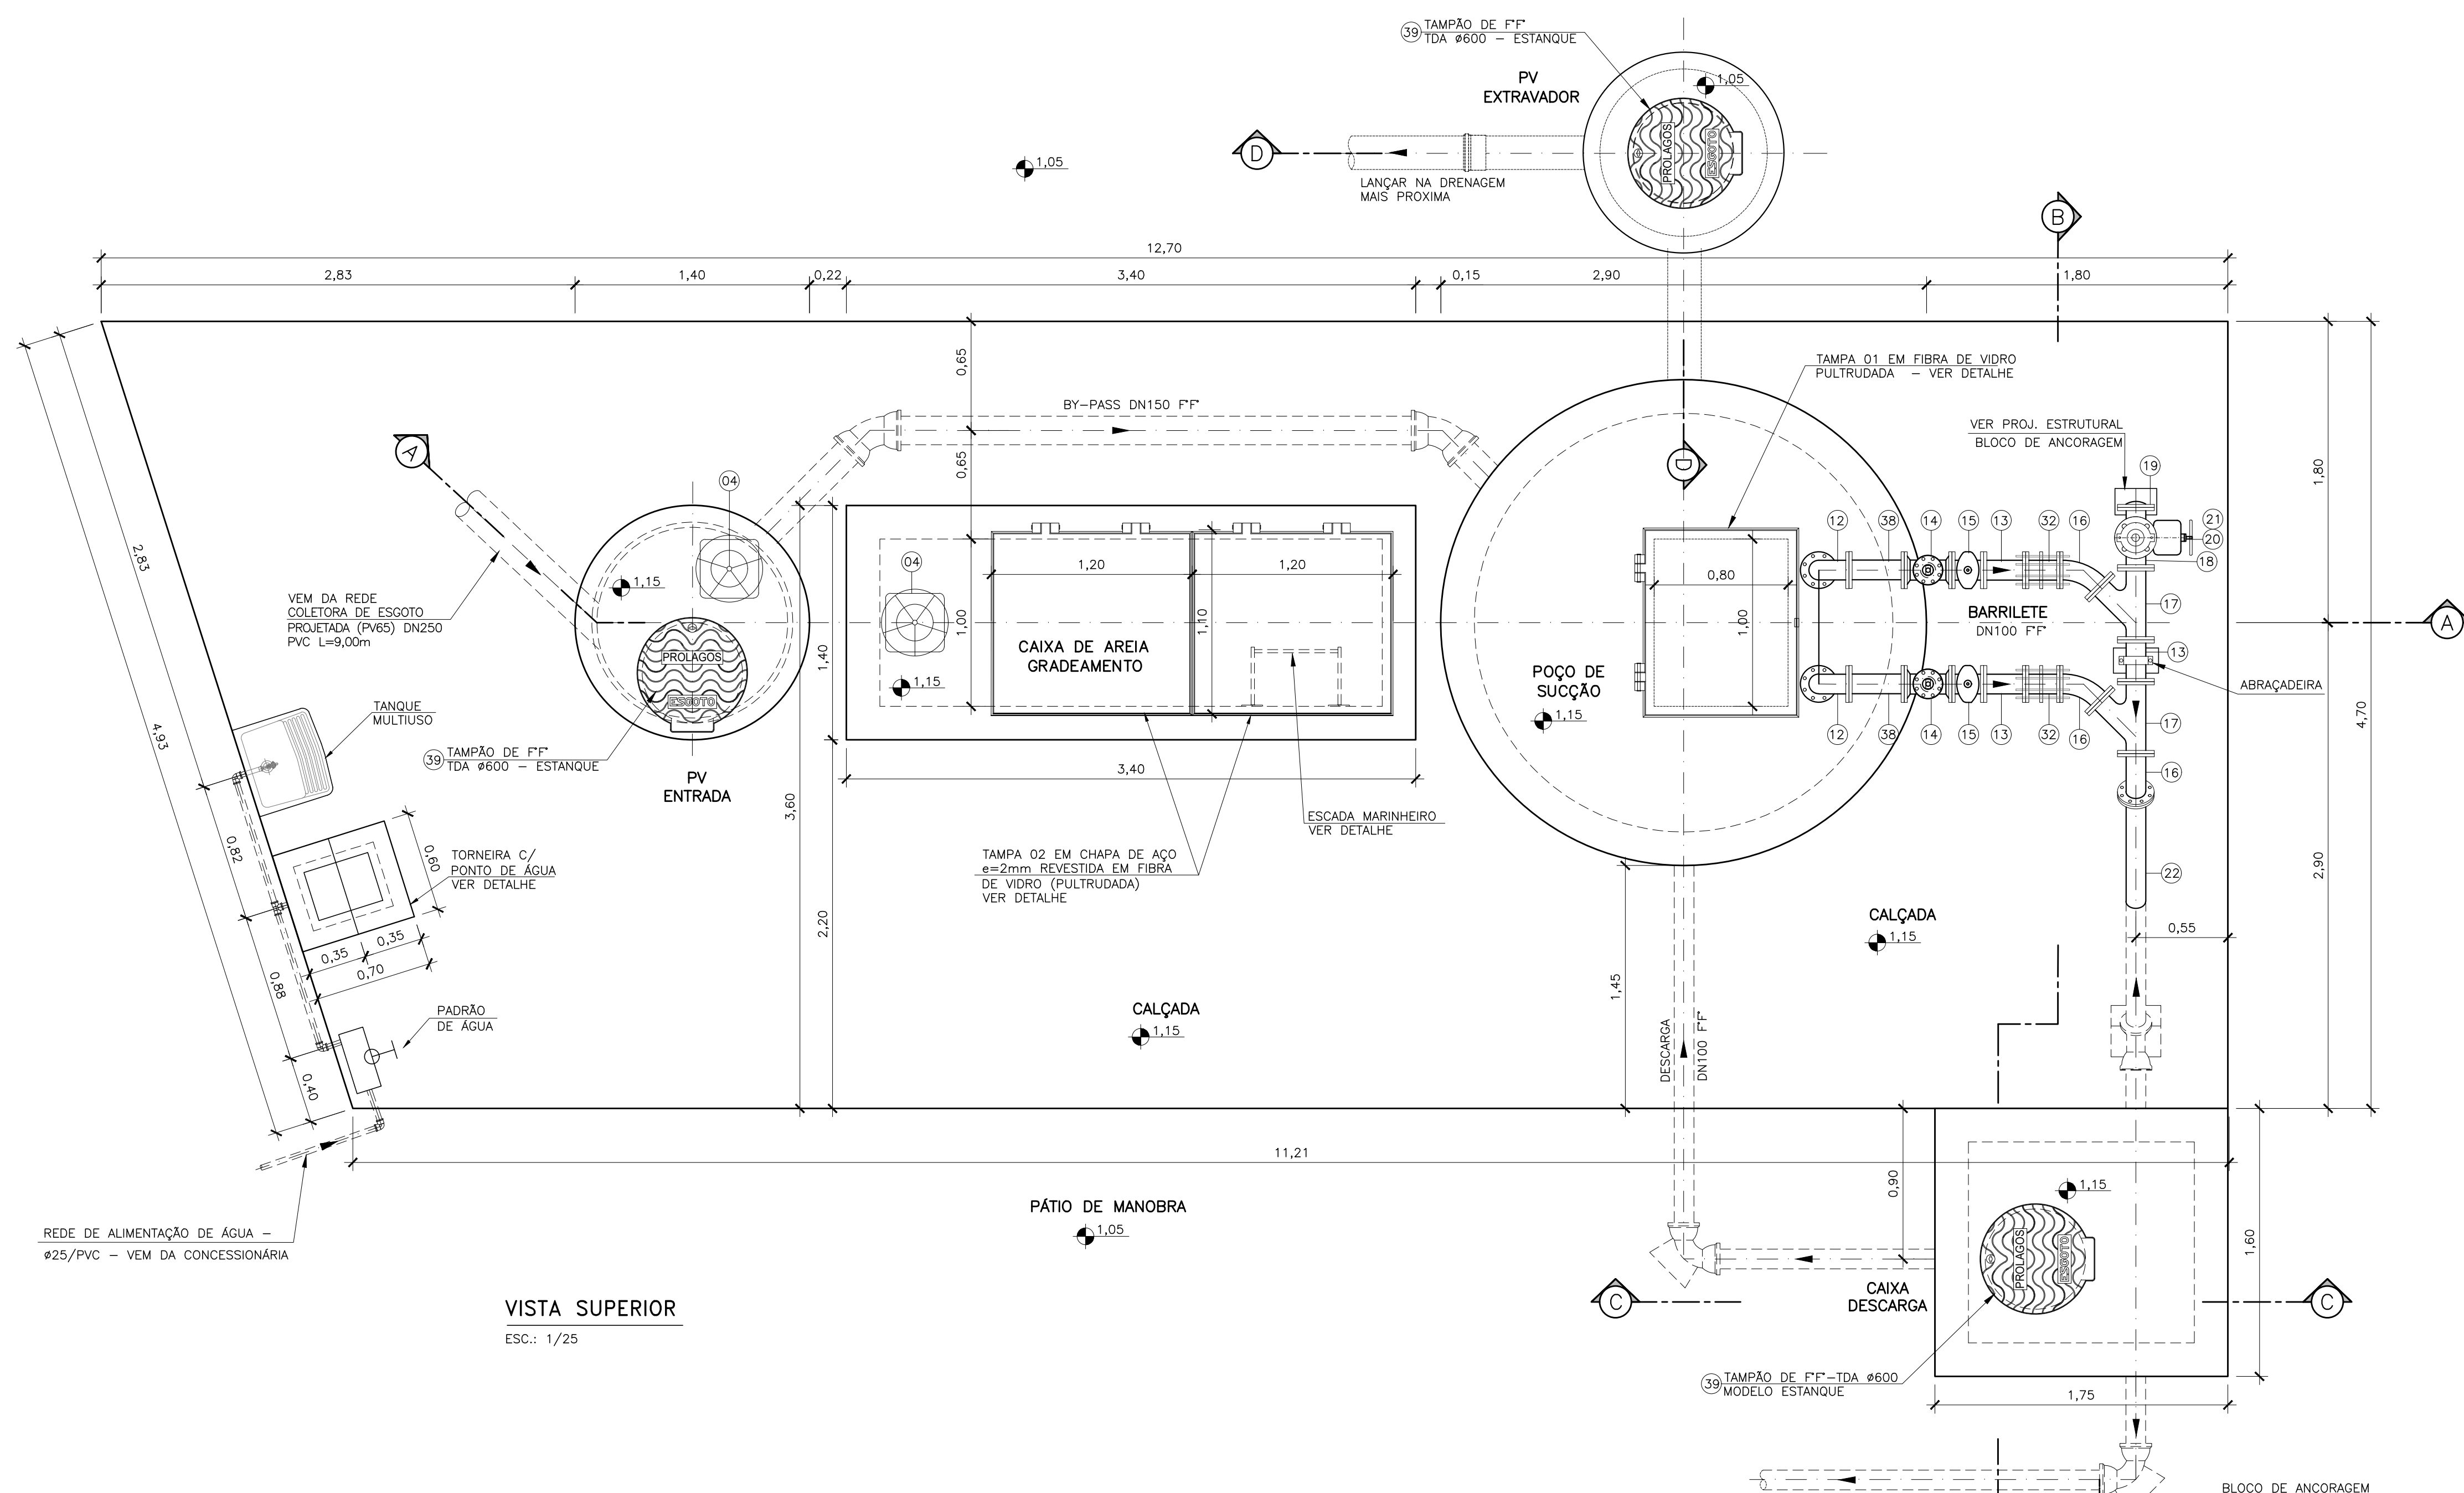 39
TAMPÃO DE F°F°
TDA ø600 – ESTANQUE
PV
EXTRAVADOR
1,05
PROLAGOS
ESGOTO
D
LANÇAR NA DRENAGEM
MAIS PROXIMA
1,05
B
12,70
2,83
1,40
0,22
3,40
0,15
2,90
1,80
0,65
0,65
BY-PASS DN150 F°F°
TAMPA 01 EM FIBRA DE VIDRO
PULTRUDADA – VER DETALHE
VER PROJ. ESTRUTURAL
BLOCO DE ANCORAGEM
A
D
04
04
19
1,80
4,70
12
38
14
15
13
32
16
21
20
18
17
VEM DA REDE
COLETORA DE ESGOTO
PROJETADA (PV65) DN250
PVC L=9,00m
1,15
PROLAGOS
ESGOTO
1,20
1,20
1,00
1,10
1,40
CAIXA DE AREIA
GRADEAMENTO
1,15
0,80
1,00
BARRILETE
DN100 F°F°
A
13
ABRAÇADEIRA
POÇO DE
SUCÇÃO
1,15
12
38
14
15
13
32
16
17
16
22
2,83
4,93
TANQUE
MULTIUSO
39
TAMPÃO DE F°F°
TDA ø600 – ESTANQUE
PV
ENTRADA
3,60
3,40
ESCADA MARINHEIRO
VER DETALHE
TAMPA 02 EM CHAPA DE AÇO
e=2mm REVESTIDA EM FIBRA
DE VIDRO (PULTRUDADA)
VER DETALHE
0,82
0,60
TORNEIRA C/
PONTO DE ÁGUA
VER DETALHE
0,35
0,35
0,70
0,88
2,20
2,90
CALÇADA
1,15
0,55
1,45
PADRÃO
DE ÁGUA
CALÇADA
1,15
DESCARGA
DN100 F°F°
0,40
11,21
0,90
1,60
PÁTIO DE MANOBRA
1,05
1,15
PROLAGOS
ESGOTO
REDE DE ALIMENTAÇÃO DE ÁGUA –
ø25/PVC – VEM DA CONCESSIONÁRIA
CAIXA
DESCARGA
C
C
VISTA SUPERIOR
ESC.: 1/25
39
TAMPÃO DE F°F°–TDA ø600
MODELO ESTANQUE
1,75
BLOCO DE ANCORAGEM